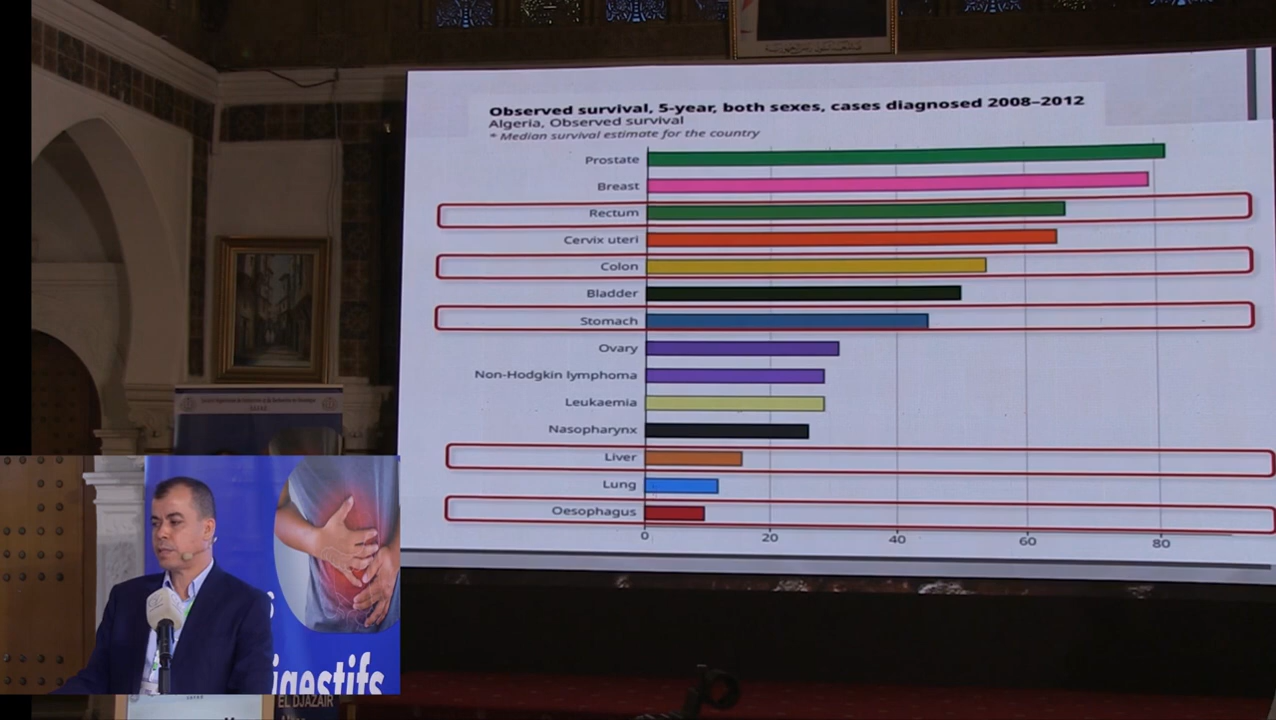 Observed survival, 5-year, both sexes, cases diagnosed 2008–2012
Algeria, Observed survival
* Median survival estimate for the country
Prostate
Breast
Rectum
Cervix uteri
Colon
Bladder
Stomach
Ovary
Non-Hodgkin lymphoma
Leukaemia
Nasopharynx
Liver
Lung
Oesophagus
0 20 40 60 80
igestifs
EL DJAZAIR